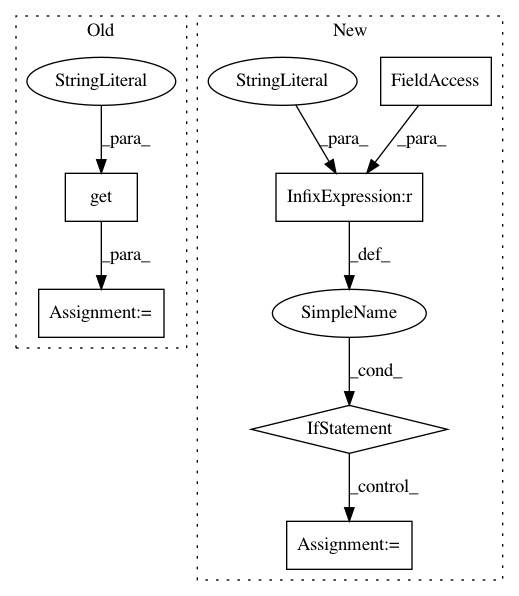 Old
New
StringLiteral
StringLiteral
FieldAccess
_para_
_para_
_para_
get
InfixExpression:r
_para_
_def_
Assignment:=
SimpleName
_cond_
IfStatement
_control_
Assignment:=